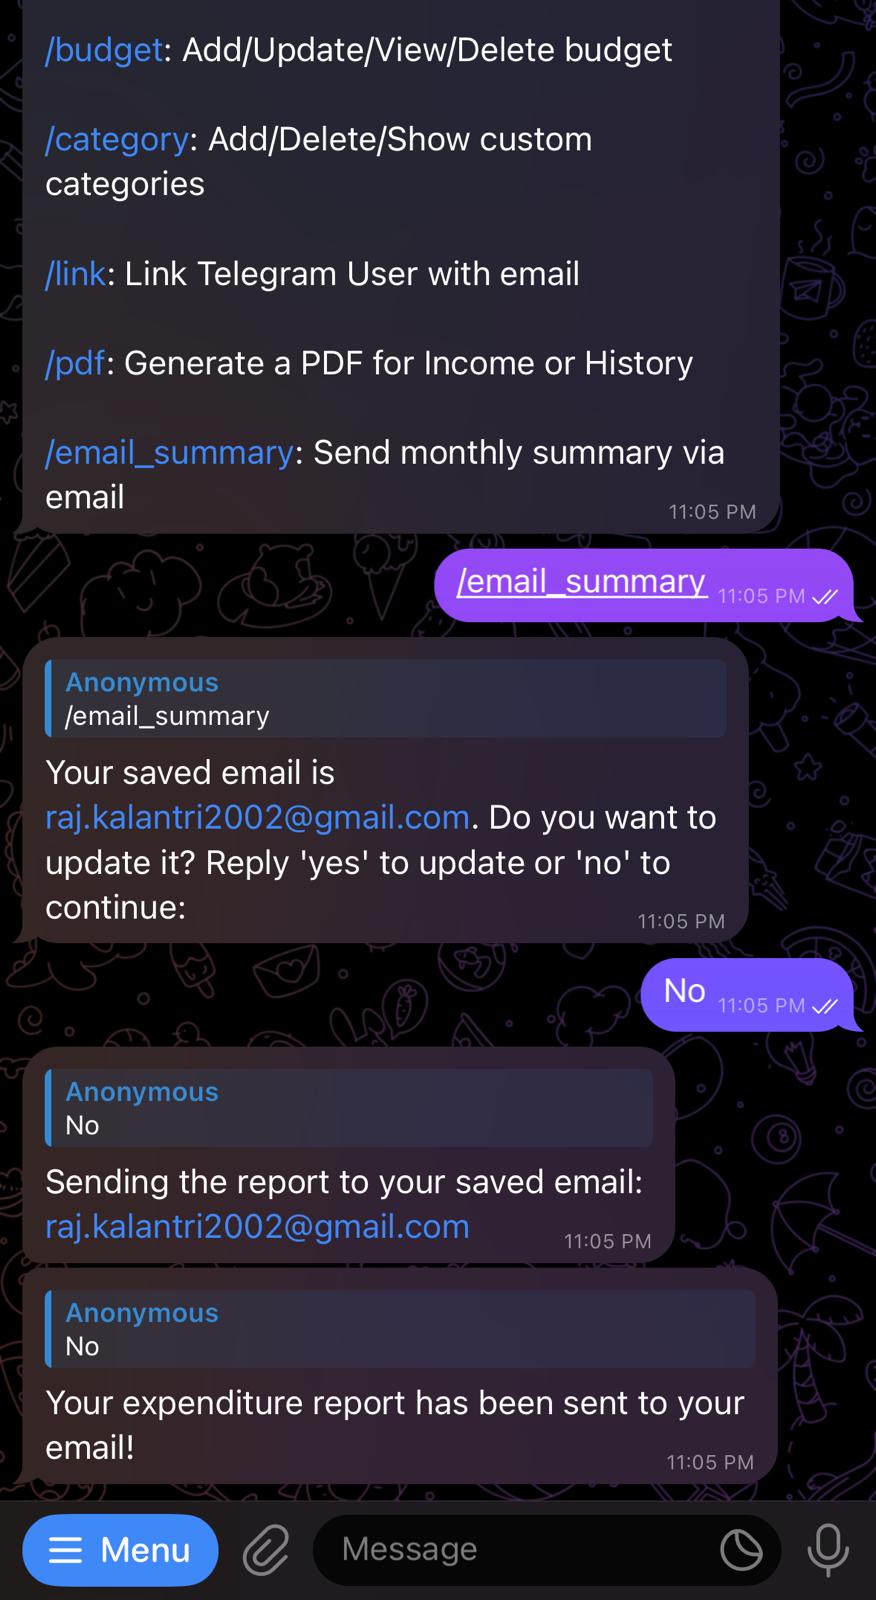 /budget: Add/Update/View/Delete budget
/category: Add/Delete/Show custom
categories
/link: Link Telegram User with email
/pdf: Generate a PDF for Income or History
/email_summary: Send monthly summary via
email
11:05 PM
/email_summary 11:05 PM
Anonymous
/email_summary
Your saved email is
raj.kalantri2002@gmail.com. Do you want to
update it? Reply 'yes' to update or 'no' to
continue:
11:05 PM
No 11:05 PM
Anonymous
No
Sending the report to your saved email:
raj.kalantri2002@gmail.com
11:05 PM
Anonymous
No
Your expenditure report has been sent to your
email!
11:05 PM
Menu
Message